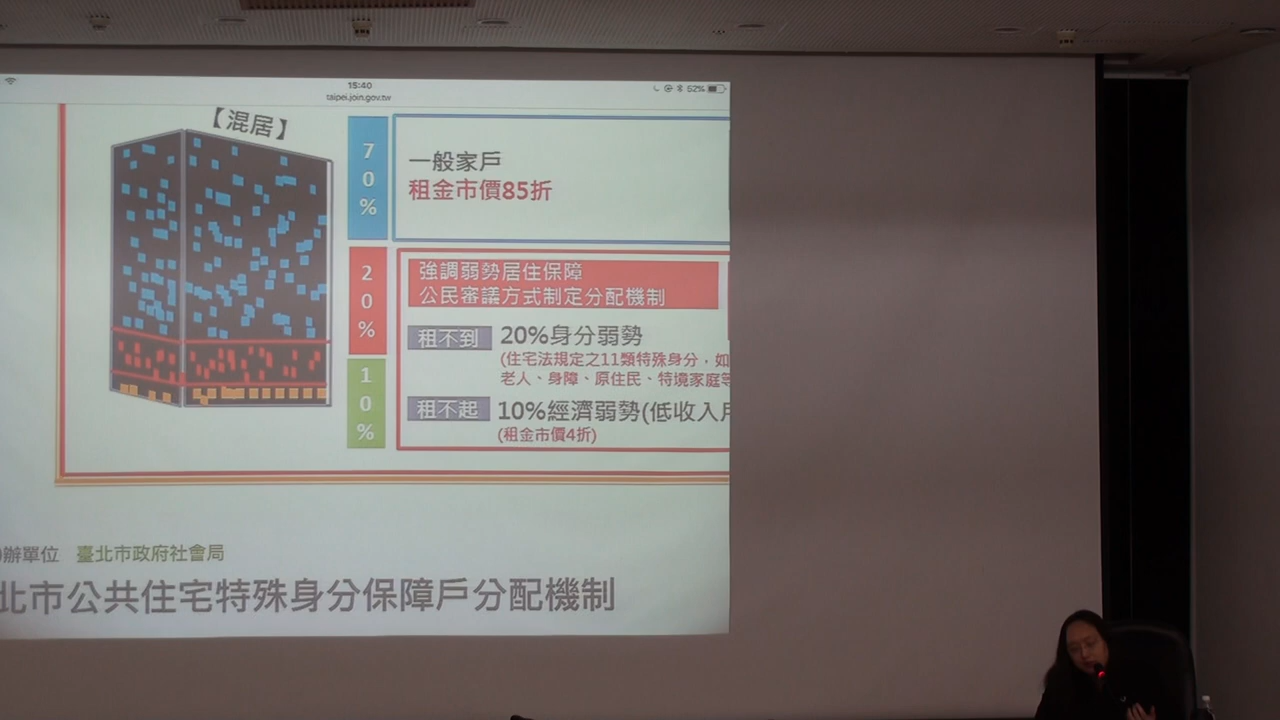 15:40
taipei.join.gov.tw
52%
【混居】
70%
一般家戶
租金市價85折
20%
強調弱勢居住保障
公民審議方式制定分配機制
租不到 20%身分弱勢
(住宅法規定之11類特殊身分，如
老人、身障、原住民、特境家庭等
10%
租不起 10%經濟弱勢(低收入戶
(租金市價4折)
辦單位 臺北市政府社會局
北市公共住宅特殊身分保障戶分配機制